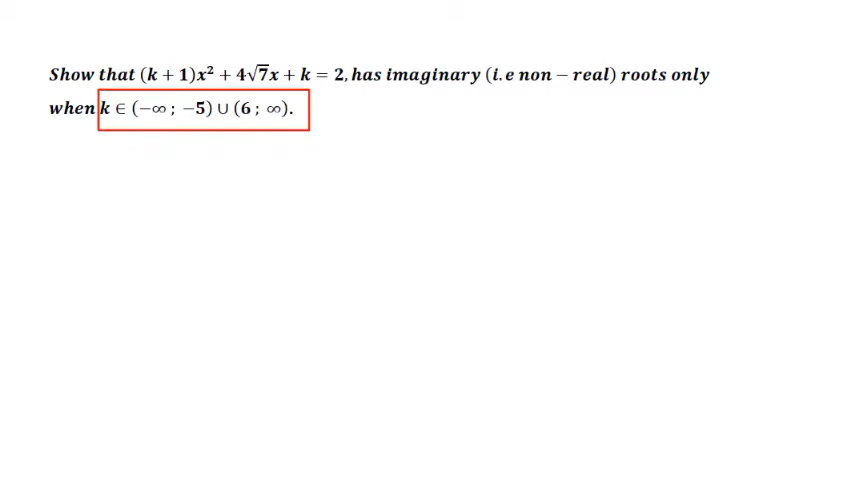 Show that (k + 1)x² + 4√7x + k = 2, has imaginary (i.e non − real) roots only
when k ∈ (−∞ ; −5) ∪ (6 ; ∞).